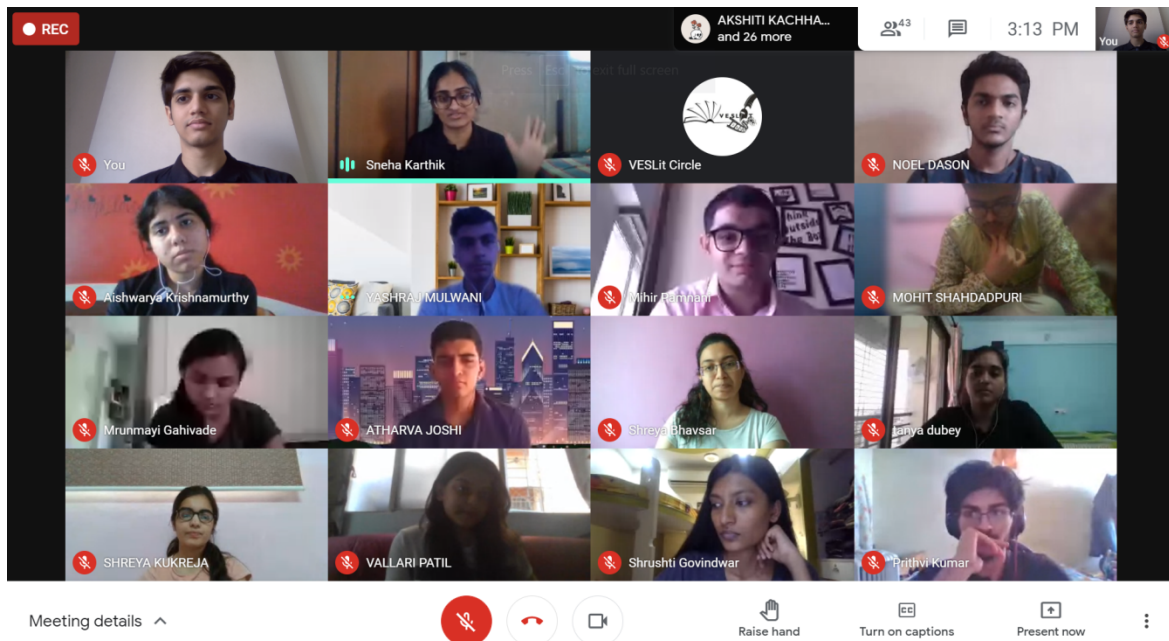 REC
AKSHITI KACHHA...
and 26 more
43
3:13 PM
You
Press Esc to exit full screen
You
Sneha Karthik
VESLit Circle
NOEL DASON
Aishwarya Krishnamurthy
YASHRAJ MULWANI
Mihir Ramnani
MOHIT SHAHDADPURI
Mrunmayi Gahivade
ATHARVA JOSHI
Shreya Bhavsar
tanya dubey
SHREYA KUKREJA
VALLARI PATIL
Shrushti Govindwar
Prithvi Kumar
Meeting details
Raise hand
CC
Turn on captions
Present now